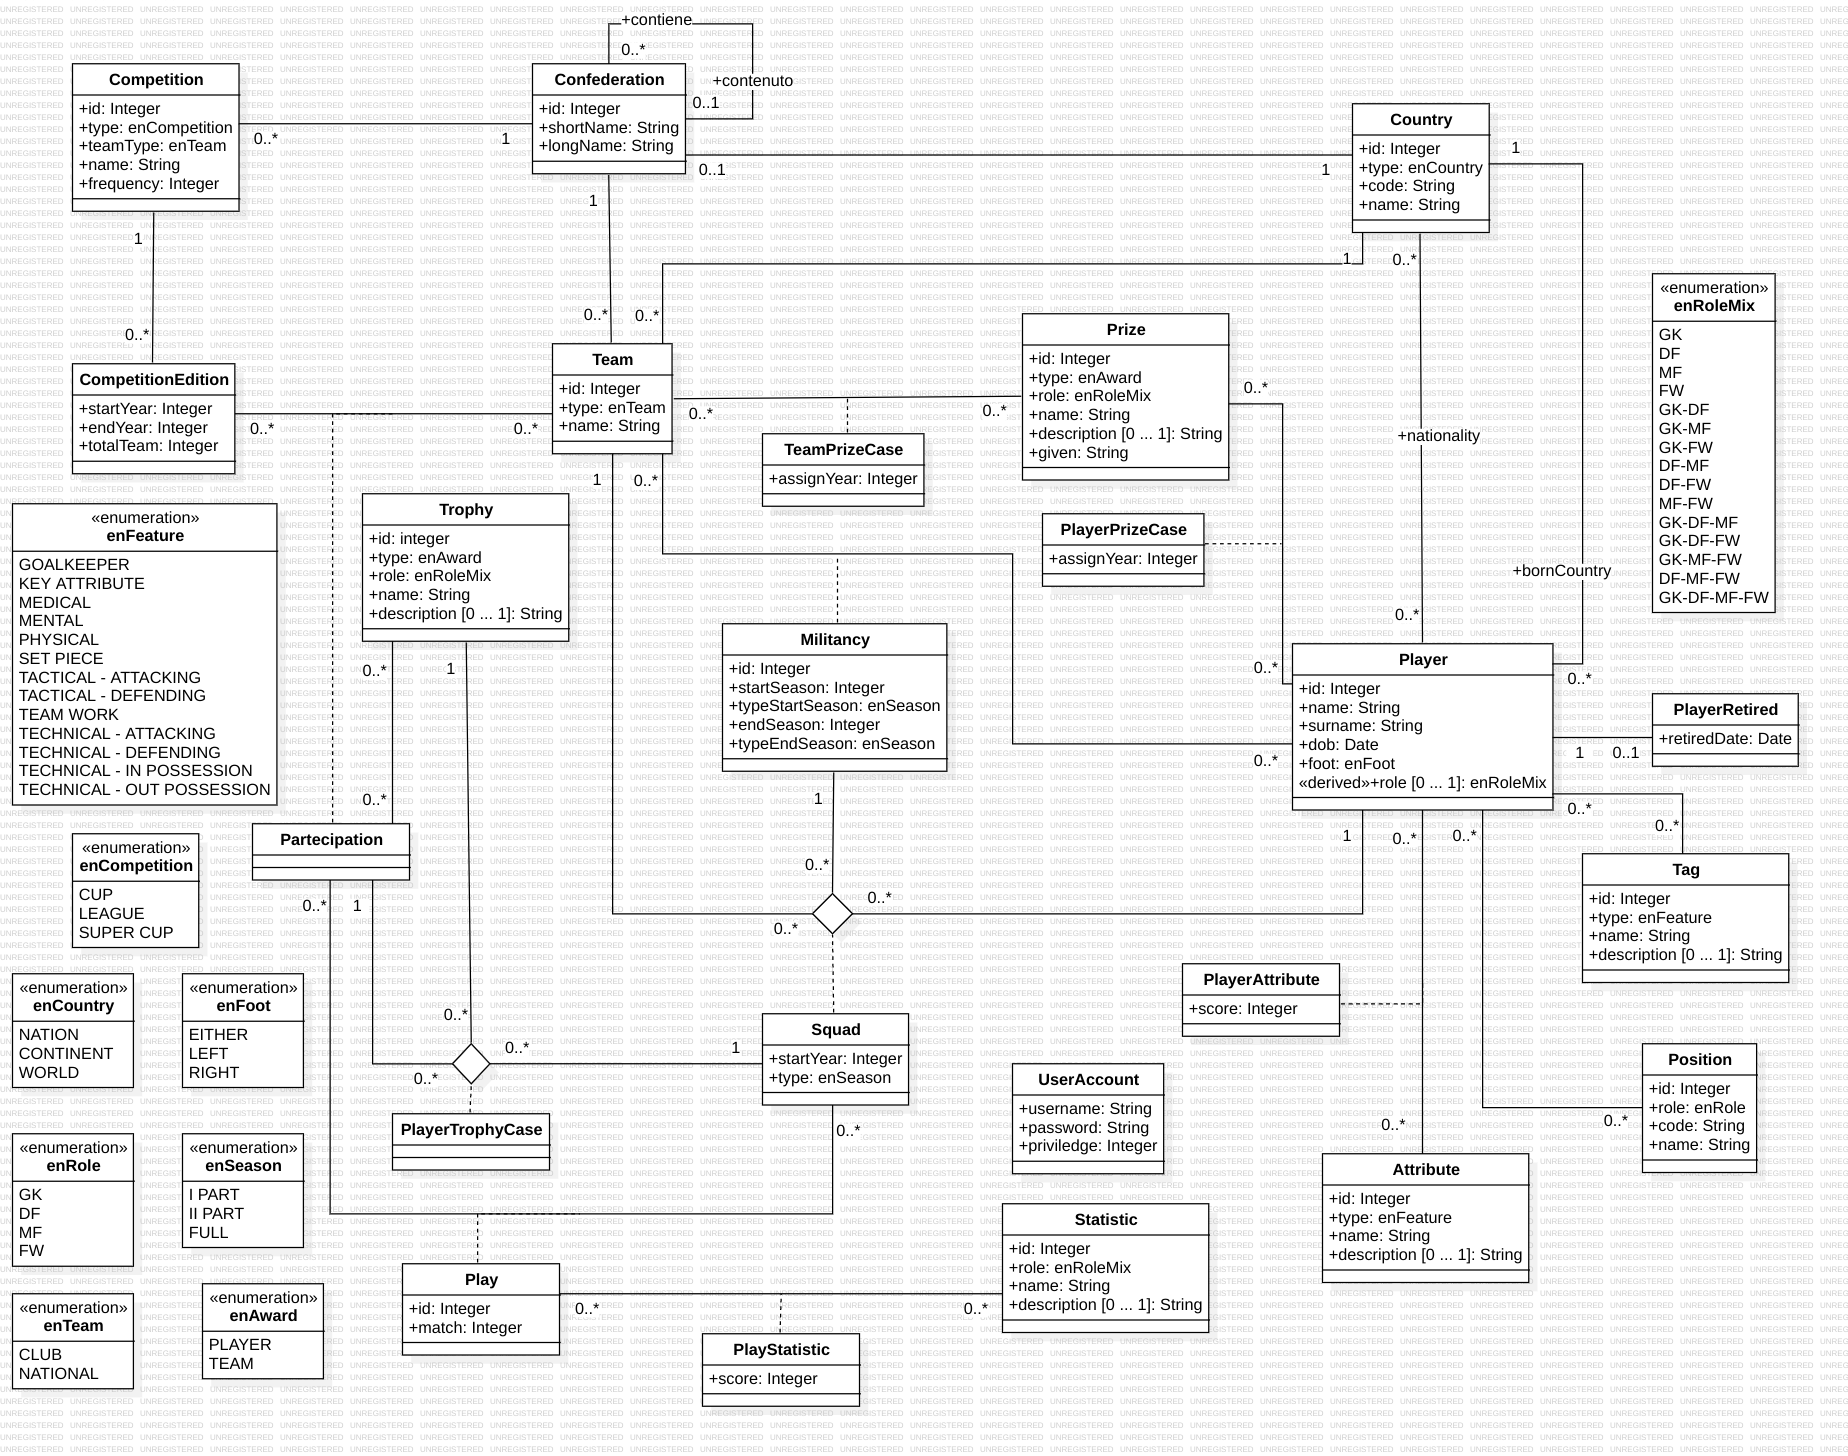 +contiene
0..*
+contenuto
0..1
Competition
+id: Integer
+type: enCompetition
+teamType: enTeam
+name: String
+frequency: Integer
0..*
1
Confederation
+id: Integer
+shortName: String
+longName: String
0..1
1
Country
+id: Integer
+type: enCountry
+code: String
+name: String
1
1
0..*
1
0..*
1
0..*
0..*
1
0..*
+nationality
0..*
+bornCountry
0..*
«enumeration»
enRoleMix
GK
DF
MF
FW
GK-DF
GK-MF
GK-FW
DF-MF
DF-FW
MF-FW
GK-DF-MF
GK-DF-FW
GK-MF-FW
DF-MF-FW
GK-DF-MF-FW
CompetitionEdition
+startYear: Integer
+endYear: Integer
+totalTeam: Integer
0..*
0..*
Team
+id: Integer
+type: enTeam
+name: String
0..*
0..*
Prize
+id: Integer
+type: enAward
+role: enRoleMix
+name: String
+description [0 ... 1]: String
+given: String
0..*
0..*
TeamPrizeCase
+assignYear: Integer
PlayerPrizeCase
+assignYear: Integer
1
0..*
«enumeration»
enFeature
GOALKEEPER
KEY ATTRIBUTE
MEDICAL
MENTAL
PHYSICAL
SET PIECE
TACTICAL - ATTACKING
TACTICAL - DEFENDING
TEAM WORK
TECHNICAL - ATTACKING
TECHNICAL - DEFENDING
TECHNICAL - IN POSSESSION
TECHNICAL - OUT POSSESSION
Trophy
+id: integer
+type: enAward
+role: enRoleMix
+name: String
+description [0 ... 1]: String
0..*
1
0..*
Militancy
+id: Integer
+startSeason: Integer
+typeStartSeason: enSeason
+endSeason: Integer
+typeEndSeason: enSeason
1
0..*
0..*
0..*
Player
+id: Integer
+name: String
+surname: String
+dob: Date
+foot: enFoot
«derived»+role [0 ... 1]: enRoleMix
0..*
1
0..1
PlayerRetired
+retiredDate: Date
0..*
0..*
1
0..*
0..*
Tag
+id: Integer
+type: enFeature
+name: String
+description [0 ... 1]: String
Partecipation
0..*
1
«enumeration»
enCompetition
CUP
LEAGUE
SUPER CUP
«enumeration»
enCountry
NATION
CONTINENT
WORLD
«enumeration»
enFoot
EITHER
LEFT
RIGHT
0..*
0..*
0..*
1
PlayerTrophyCase
Squad
+startYear: Integer
+type: enSeason
0..*
PlayerAttribute
+score: Integer
UserAccount
+username: String
+password: String
+priviledge: Integer
Position
+id: Integer
+role: enRole
+code: String
+name: String
0..*
0..*
Attribute
+id: Integer
+type: enFeature
+name: String
+description [0 ... 1]: String
«enumeration»
enRole
GK
DF
MF
FW
«enumeration»
enSeason
I PART
II PART
FULL
«enumeration»
enTeam
CLUB
NATIONAL
«enumeration»
enAward
PLAYER
TEAM
Play
+id: Integer
+match: Integer
0..*
0..*
Statistic
+id: Integer
+role: enRoleMix
+name: String
+description [0 ... 1]: String
PlayStatistic
+score: Integer